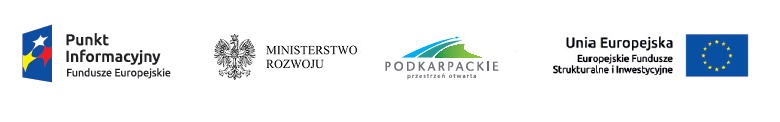 Punkt
Informacyjny
Fundusze Europejskie
MINISTERSTWO
ROZWOJU
PODKARPACKIE
przestrzeń otwarta
Unia Europejska
Europejskie Fundusze
Strukturalne i Inwestycyjne